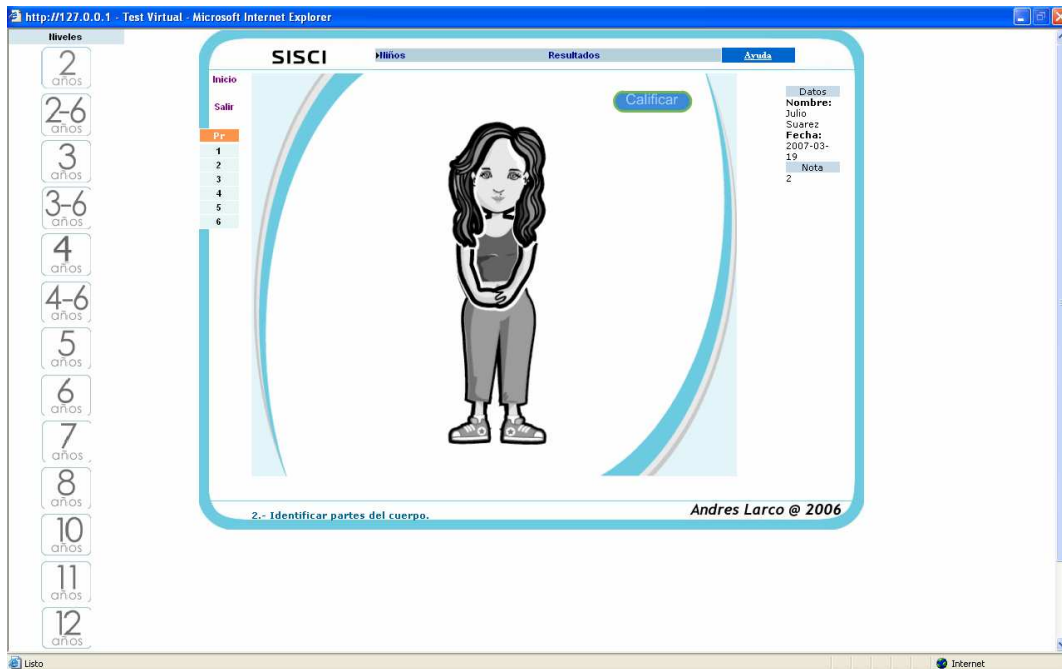 http://127.0.0.1 - Test Virtual - Microsoft Internet Explorer
Niveles
2
años
2-6
años
3
años
3-6
años
4
años
4-6
años
5
años
6
años
7
años
8
años
10
años
11
años
12
años
SISCI
Niños
Resultados
Ayuda
Inicio
Salir
Pr
1
2
3
4
5
6
Calificar
Datos
Nombre:
Julio
Suarez
Fecha:
2007-03-
19
Nota
2
2.- Identificar partes del cuerpo.
Andres Larco @ 2006
Listo
Internet